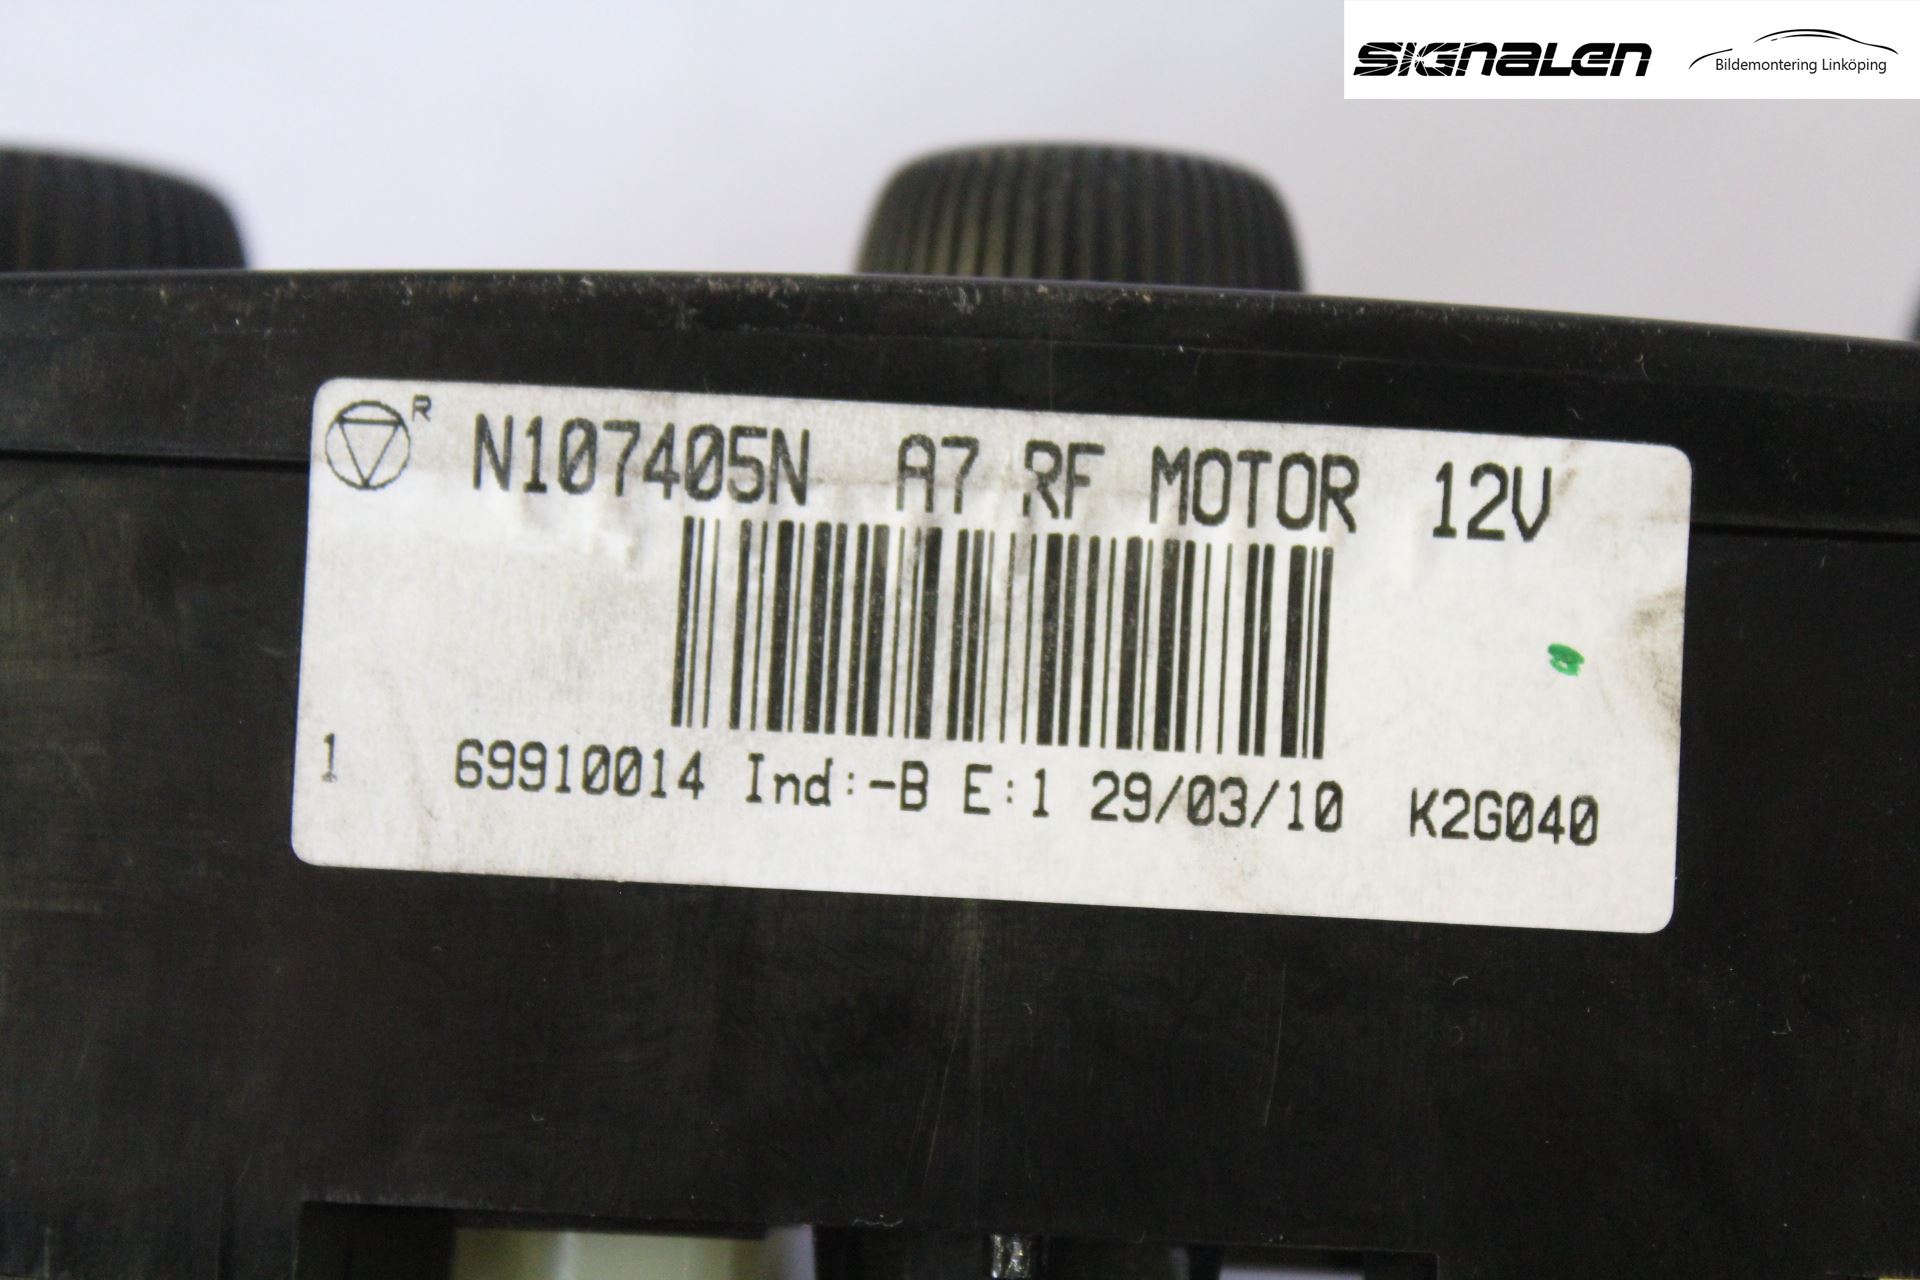 SIGNALEN
Bildemontering Linköping
R
N107405N A7 RF MOTOR 12V
1 69910014 Ind:-B E:1 29/03/10 K2G040